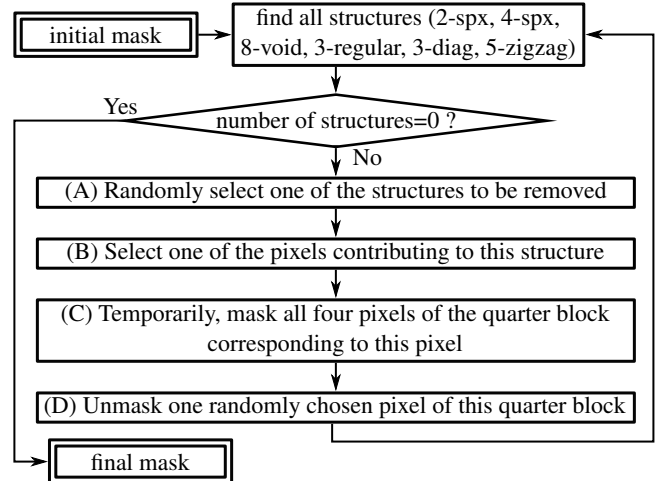 initial mask
find all structures (2-spx, 4-spx,
8-void, 3-regular, 3-diag, 5-zigzag)
Yes
number of structures=0 ?
No
(A) Randomly select one of the structures to be removed
(B) Select one of the pixels contributing to this structure
(C) Temporarily, mask all four pixels of the quarter block
corresponding to this pixel
(D) Unmask one randomly chosen pixel of this quarter block
final mask